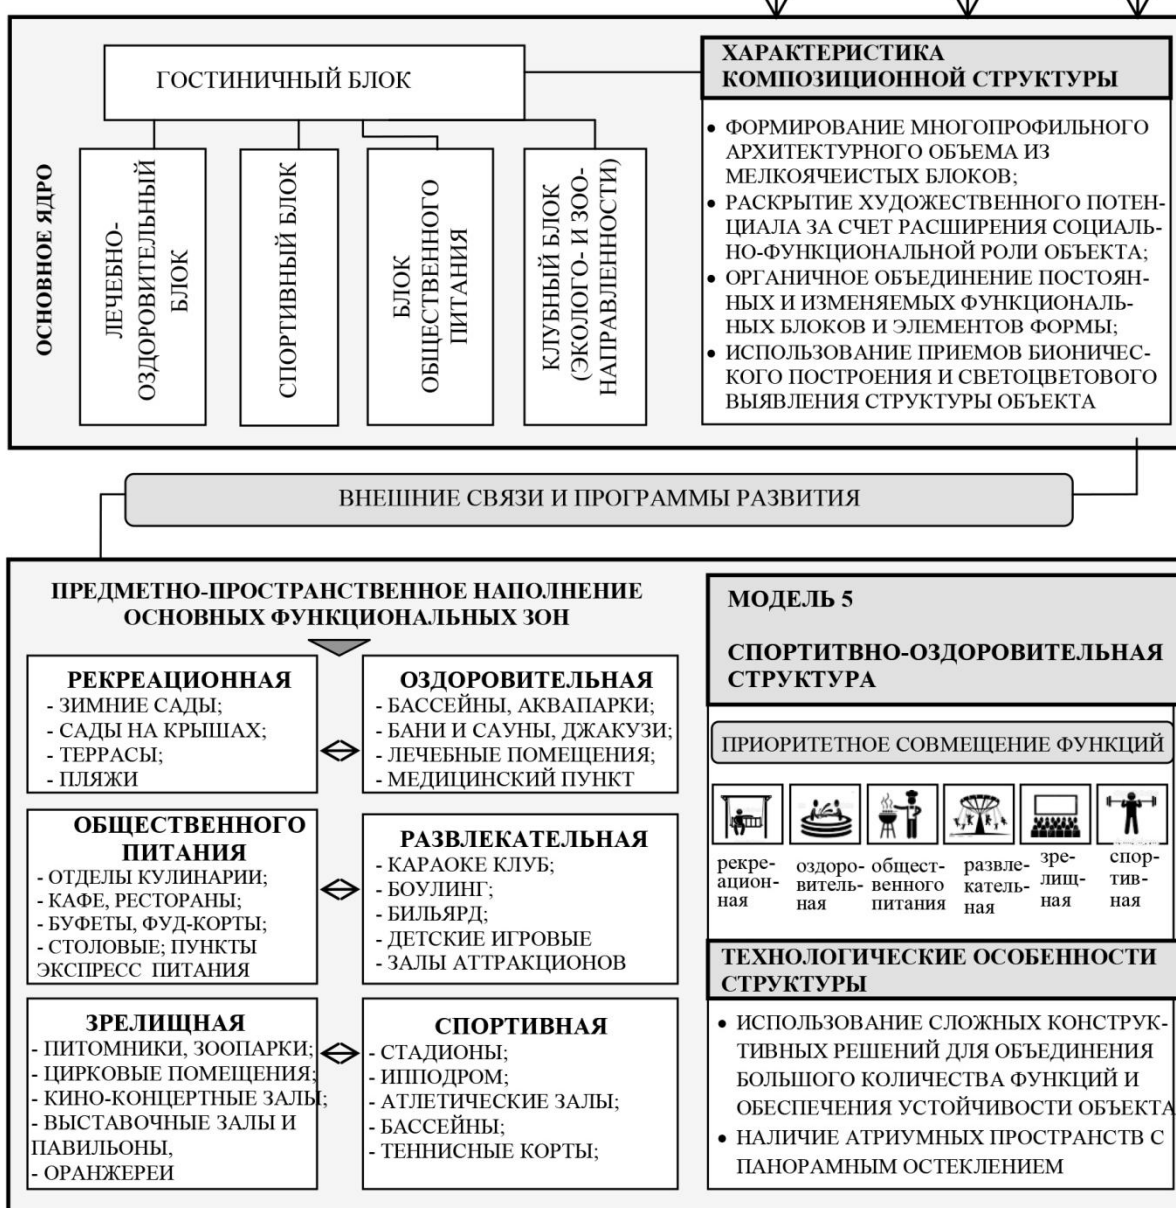 ГОСТИНИЧНЫЙ БЛОК
ОСНОВНОЕ ЯДРО
ЛЕЧЕБНО-
ОЗДОРОВИТЕЛЬНЫЙ
БЛОК
СПОРТИВНЫЙ БЛОК
БЛОК
ОБЩЕСТВЕННОГО
ПИТАНИЯ
КЛУБНЫЙ БЛОК
(ЭКОЛОГО- И ЗОО-
НАПРАВЛЕННОСТИ)
ХАРАКТЕРИСТИКА
КОМПОЗИЦИОННОЙ СТРУКТУРЫ
• ФОРМИРОВАНИЕ МНОГОПРОФИЛЬНОГО
АРХИТЕКТУРНОГО ОБЪЕМА ИЗ
МЕЛКОЯЧЕИСТЫХ БЛОКОВ;
• РАСКРЫТИЕ ХУДОЖЕСТВЕННОГО ПОТЕН-
ЦИАЛА ЗА СЧЕТ РАСШИРЕНИЯ СОЦИАЛЬ-
НО-ФУНКЦИОНАЛЬНОЙ РОЛИ ОБЪЕКТА;
• ОРГАНИЧНОЕ ОБЪЕДИНЕНИЕ ПОСТОЯН-
НЫХ И ИЗМЕНЯЕМЫХ ФУНКЦИОНАЛЬ-
НЫХ БЛОКОВ И ЭЛЕМЕНТОВ ФОРМЫ;
• ИСПОЛЬЗОВАНИЕ ПРИЕМОВ БИОНИЧЕС-
КОГО ПОСТРОЕНИЯ И СВЕТОЦВЕТОВОГО
ВЫЯВЛЕНИЯ СТРУКТУРЫ ОБЪЕКТА
ВНЕШНИЕ СВЯЗИ И ПРОГРАММЫ РАЗВИТИЯ
ПРЕДМЕТНО-ПРОСТРАНСТВЕННОЕ НАПОЛНЕНИЕ
ОСНОВНЫХ ФУНКЦИОНАЛЬНЫХ ЗОН
РЕКРЕАЦИОННАЯ
- ЗИМНИЕ САДЫ;
- САДЫ НА КРЫШАХ;
- ТЕРРАСЫ;
- ПЛЯЖИ
ОЗДОРОВИТЕЛЬНАЯ
- БАССЕЙНЫ, АКВАПАРКИ;
- БАНИ И САУНЫ, ДЖАКУЗИ;
- ЛЕЧЕБНЫЕ ПОМЕЩЕНИЯ;
- МЕДИЦИНСКИЙ ПУНКТ
ОБЩЕСТВЕННОГО
ПИТАНИЯ
- ОТДЕЛЫ КУЛИНАРИИ;
- КАФЕ, РЕСТОРАНЫ;
- БУФЕТЫ, ФУД-КОРТЫ;
- СТОЛОВЫЕ; ПУНКТЫ
ЭКСПРЕСС ПИТАНИЯ
РАЗВЛЕКАТЕЛЬНАЯ
- КАРАОКЕ КЛУБ;
- БОУЛИНГ;
- БИЛЬЯРД;
- ДЕТСКИЕ ИГРОВЫЕ
- ЗАЛЫ АТТРАКЦИОНОВ
ЗРЕЛИЩНАЯ
- ПИТОМНИКИ, ЗООПАРКИ;
- ЦИРКОВЫЕ ПОМЕЩЕНИЯ;
- КИНО-КОНЦЕРТНЫЕ ЗАЛЫ;
- ВЫСТАВОЧНЫЕ ЗАЛЫ И
ПАВИЛЬОНЫ,
- ОРАНЖЕРЕИ
СПОРТИВНАЯ
- СТАДИОНЫ;
- ИППОДРОМ;
- АТЛЕТИЧЕСКИЕ ЗАЛЫ;
- БАССЕЙНЫ;
- ТЕННИСНЫЕ КОРТЫ;
МОДЕЛЬ 5
СПОРТИТВНО-ОЗДОРОВИТЕЛЬНАЯ
СТРУКТУРА
ПРИОРИТЕТНОЕ СОВМЕЩЕНИЕ ФУНКЦИЙ
рекре-
ацион-
ная
оздоро-
витель-
ная
общест-
венного
питания
развле-
катель-
ная
зре-
лищ-
ная
спор-
тив-
ная
ТЕХНОЛОГИЧЕСКИЕ ОСОБЕННОСТИ
СТРУКТУРЫ
• ИСПОЛЬЗОВАНИЕ СЛОЖНЫХ КОНСТРУК-
ТИВНЫХ РЕШЕНИЙ ДЛЯ ОБЪЕДИНЕНИЯ
БОЛЬШОГО КОЛИЧЕСТВА ФУНКЦИЙ И
ОБЕСПЕЧЕНИЯ УСТОЙЧИВОСТИ ОБЪЕКТА
• НАЛИЧИЕ АТРИУМНЫХ ПРОСТРАНСТВ С
ПАНОРАМНЫМ ОСТЕКЛЕНИЕМ